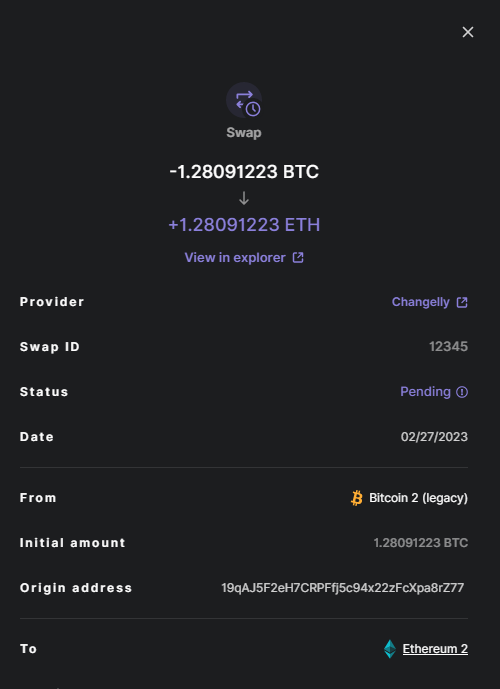 Swap
-1.28091223 BTC
+1.28091223 ETH
View in explorer
Provider Changelly
Swap ID 12345
Status Pending
Date 02/27/2023
From Bitcoin 2 (legacy)
Initial amount 1.28091223 BTC
Origin address 19qAJ5F2eH7CRPFfj5c94x22zFcXpa8rZ77
To Ethereum 2